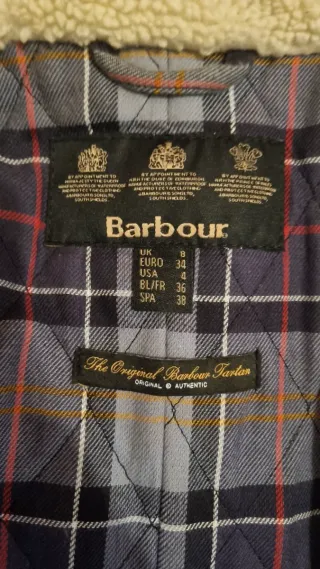 BY APPOINTMENT TO
HER MAJESTY THE QUEEN
MANUFACTURERS OF WATERPROOF
AND PROTECTIVE CLOTHING
J.BARBOUR & SONS LTD
SOUTH SHIELDS.
BY APPOINTMENT TO
H.R.H. THE DUKE OF EDINBURGH
MANUFACTURERS OF WATERPROOF
AND PROTECTIVE CLOTHING
J.BARBOUR & SONS LTD
SOUTH SHIELDS.
BY APPOINTMENT TO
H.R.H. THE PRINCE OF WALES
MANUFACTURERS OF WATERPROOF
AND PROTECTIVE CLOTHING
J.BARBOUR & SONS LTD
SOUTH SHIELDS.
Barbour
UK 8
EURO 34
USA 4
BL/FR 36
SPA 38
The Original Barbour Tartan
ORIGINAL & AUTHENTIC